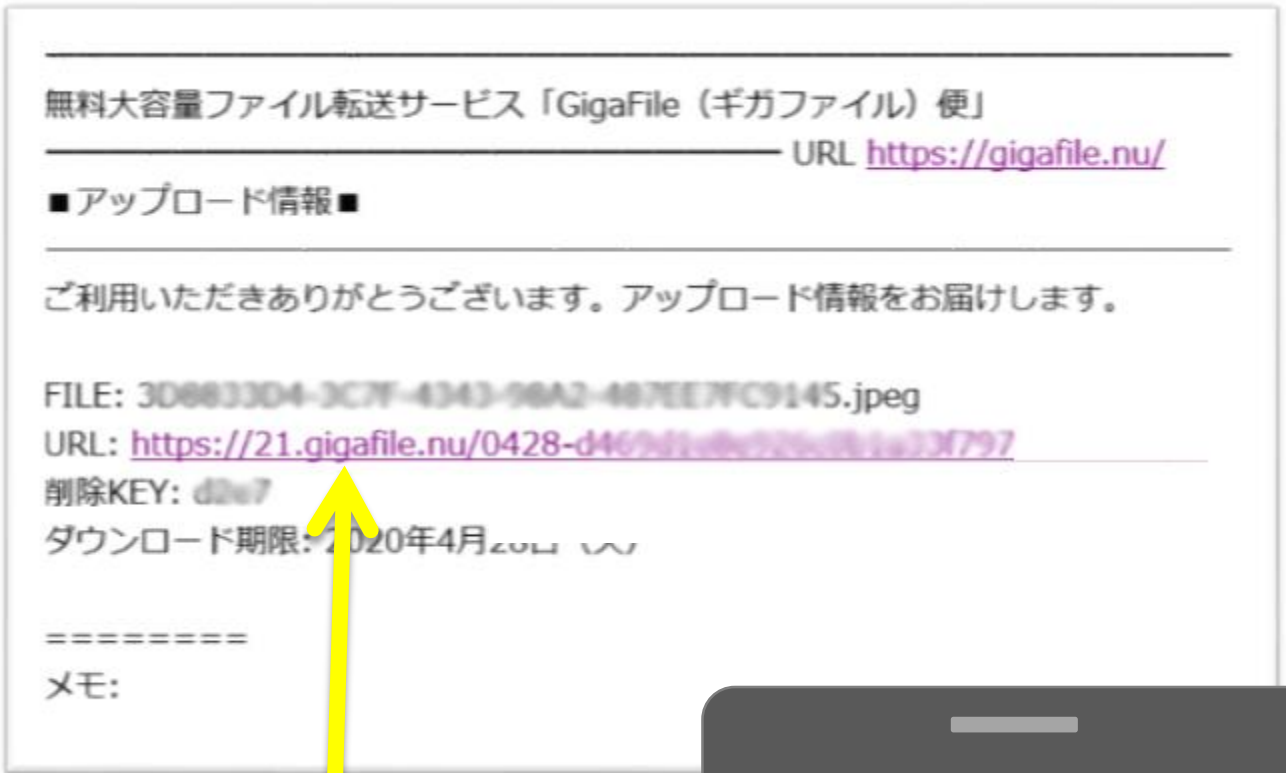 無料大容量ファイル転送サービス「GigaFile（ギガファイル）便」
URL https://gigafile.nu/
■アップロード情報■
ご利用いただきありがとうございます。アップロード情報をお届けします。
FILE: .jpeg
URL: https://21.gigafile.nu/0428-
削除KEY:
ダウンロード期限: 2020年4月
========
メモ: